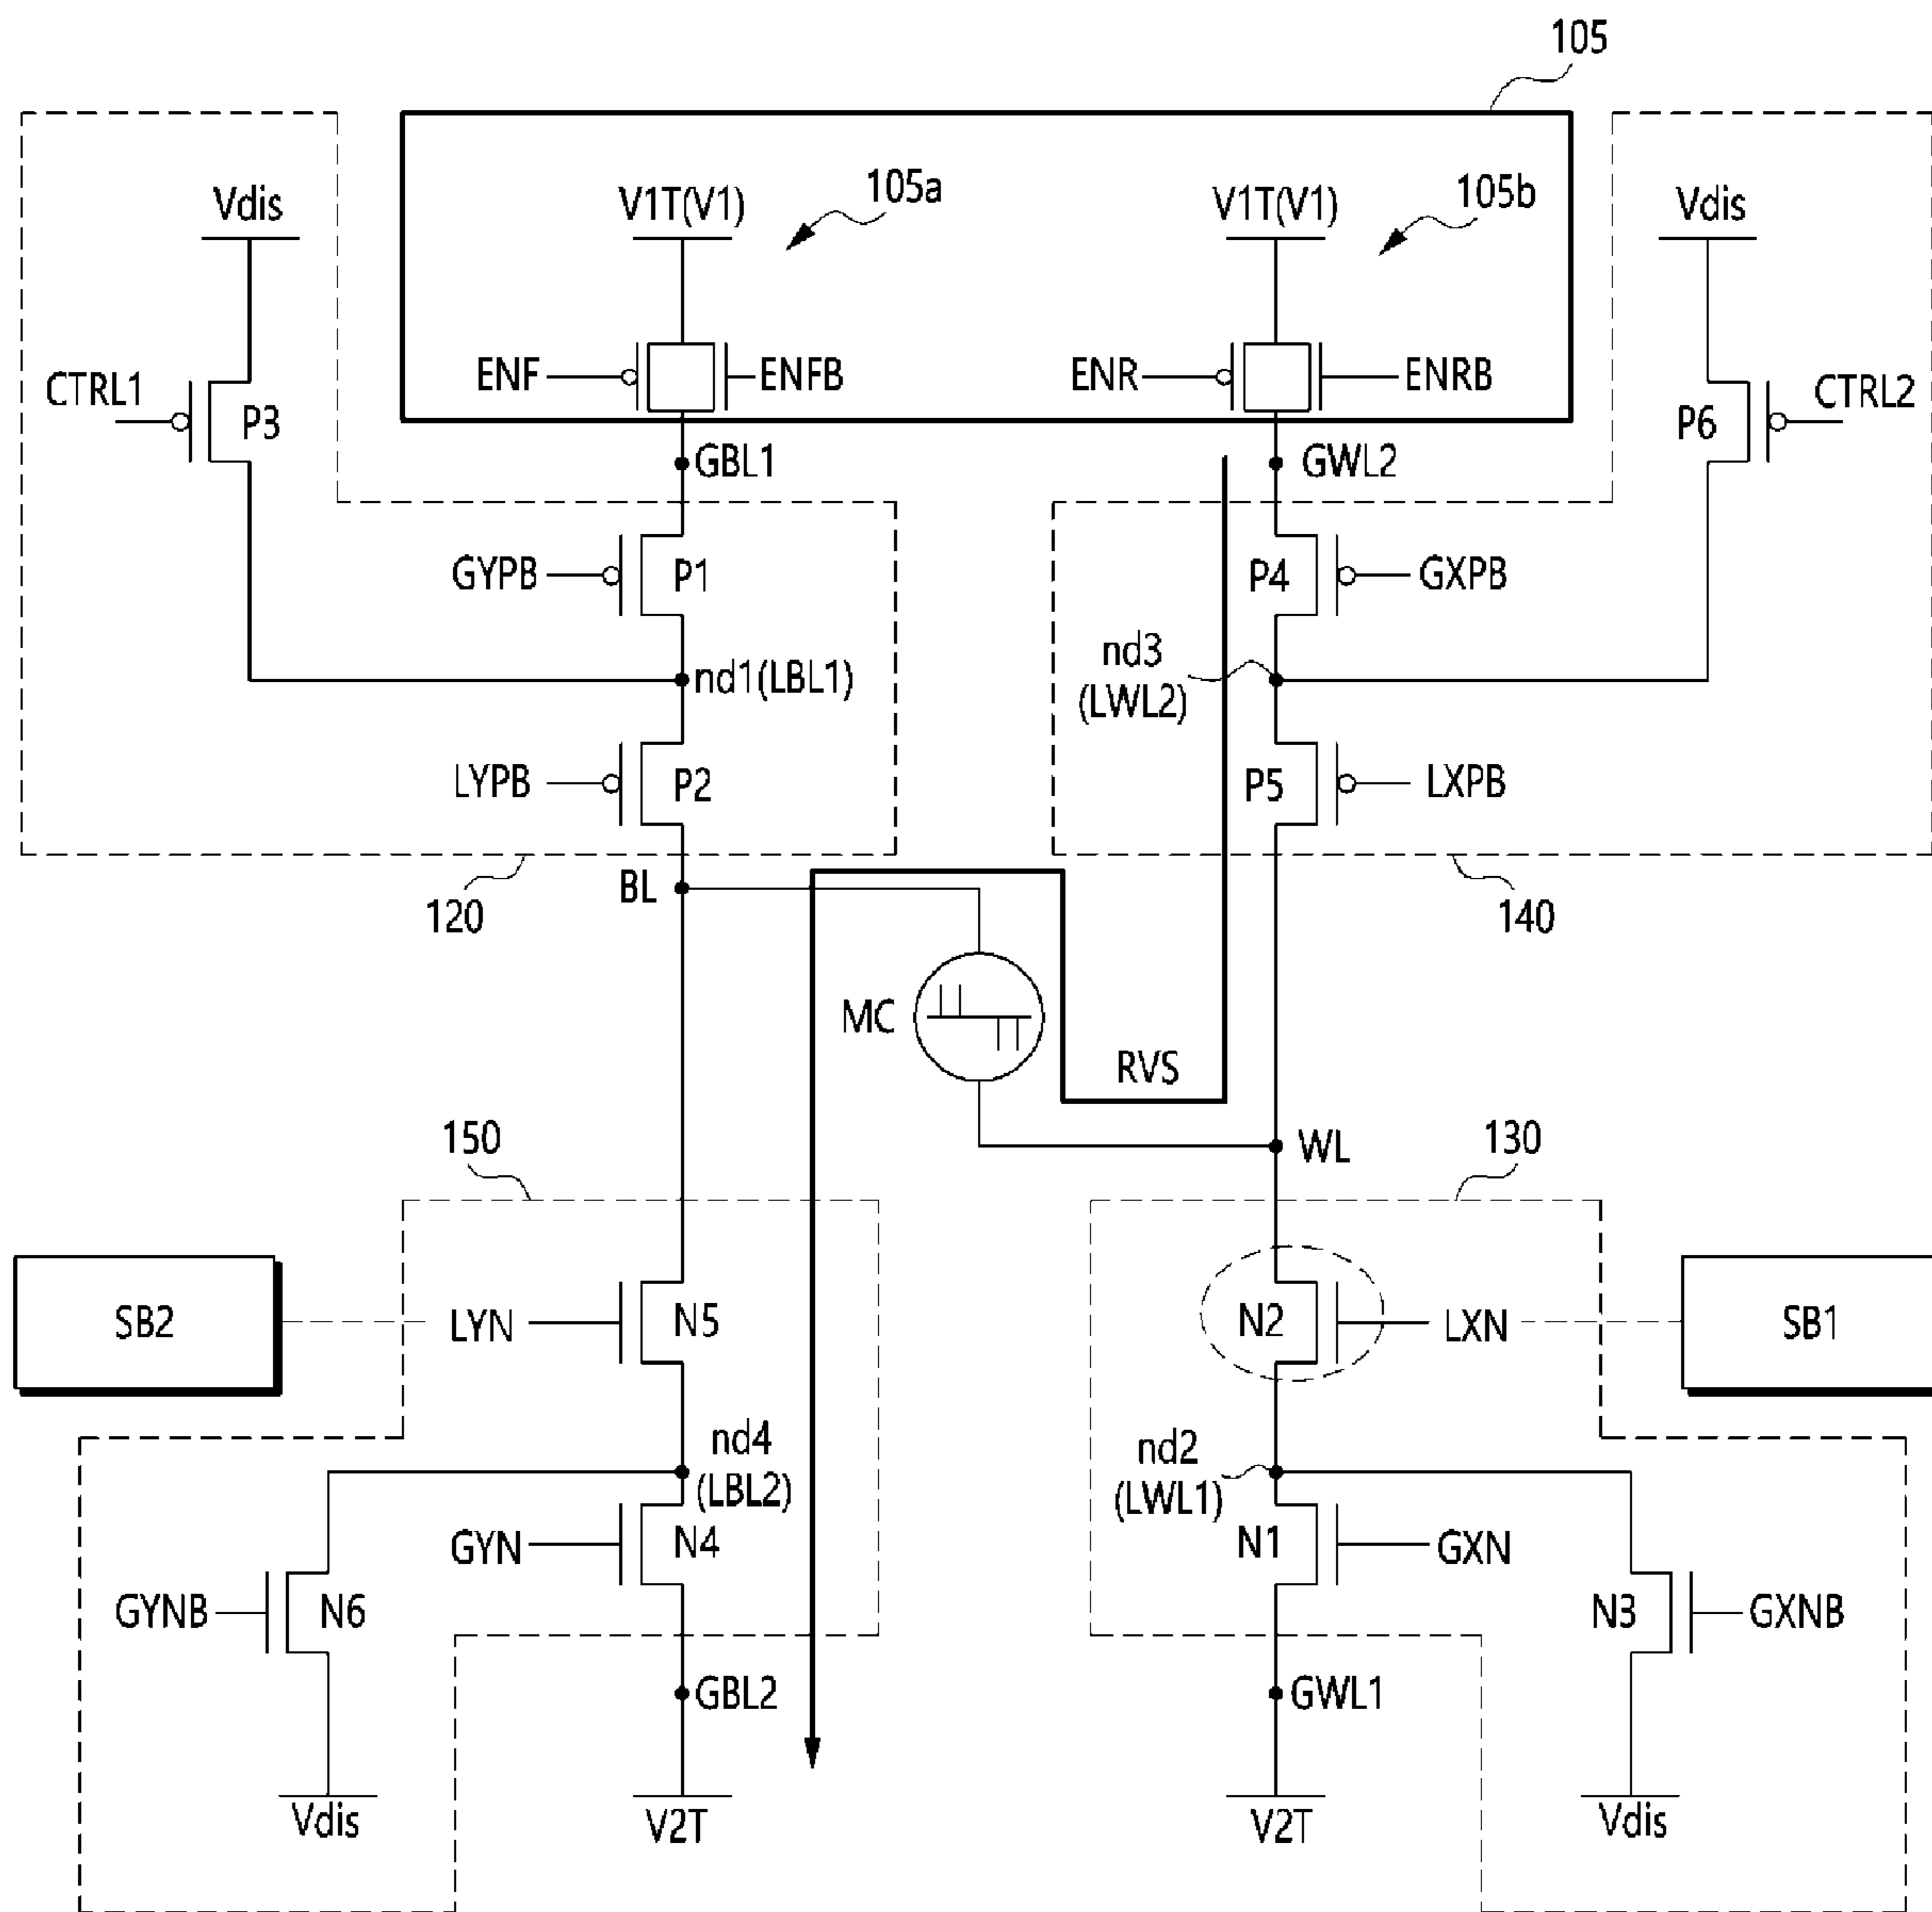 105
Vdis
V1T(V1)
105a
V1T(V1)
105b
Vdis
CTRL1
P3
ENF
ENFB
ENR
ENRB
P6
CTRL2
GBL1
GWL2
GYPB
P1
P4
GXPB
nd1(LBL1)
nd3
(LWL2)
LYPB
P2
P5
LXPB
120
BL
140
MC
RVS
150
WL
130
SB2
LYN
N5
N2
LXN
SB1
nd4
(LBL2)
nd2
(LWL1)
GYN
N4
N1
GXN
GYNB
N6
N3
GXNB
GBL2
GWL1
Vdis
V2T
V2T
Vdis